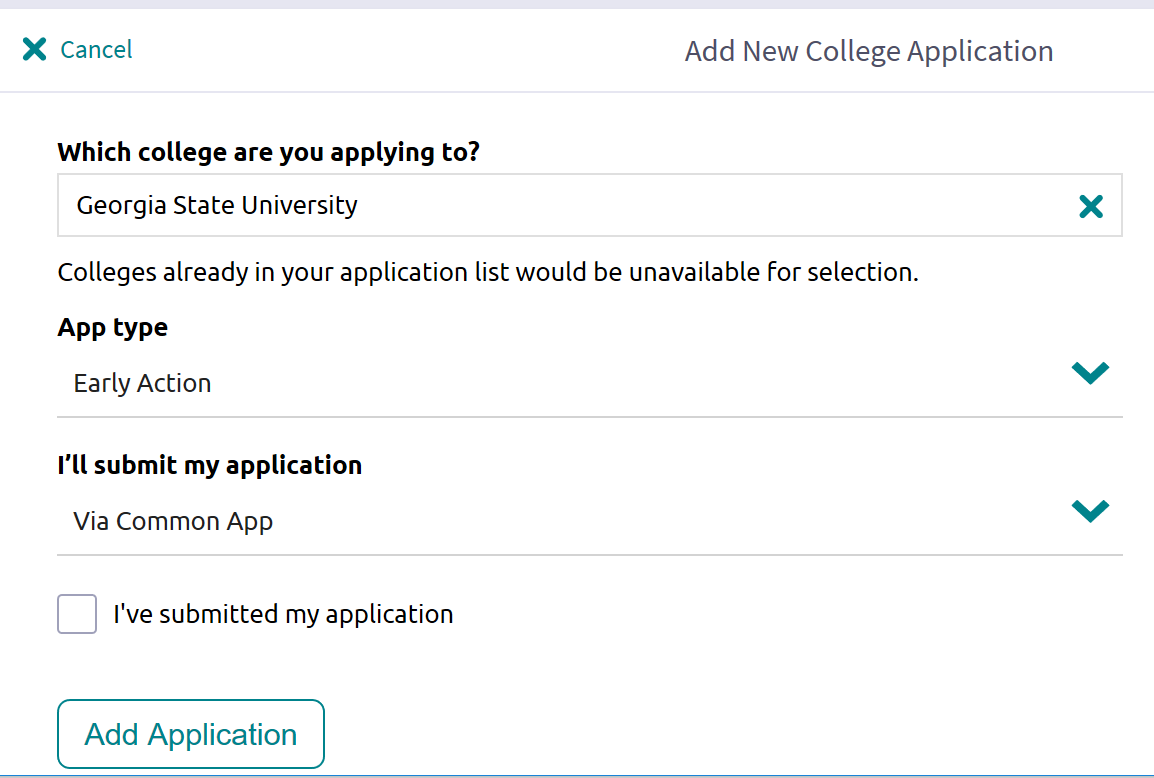 Cancel
Add New College Application
Which college are you applying to?
Georgia State University
Colleges already in your application list would be unavailable for selection.
App type
Early Action
I’ll submit my application
Via Common App
I've submitted my application
Add Application